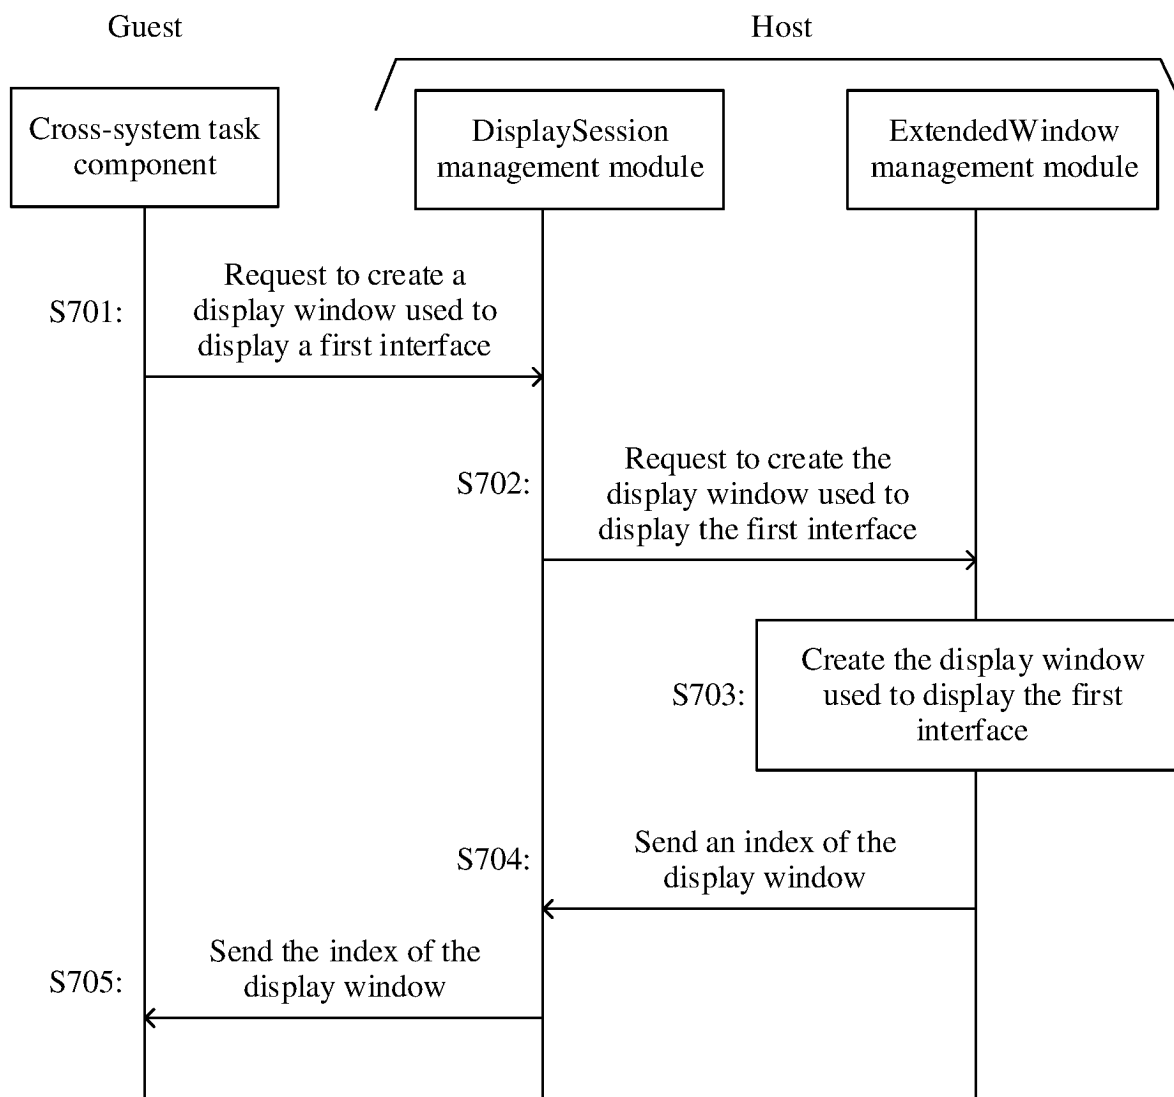 Guest
Host
Cross-system task
component
DisplaySession
management module
ExtendedWindow
management module
S701:
Request to create a
display window used to
display a first interface
S702:
Request to create the
display window used to
display the first interface
S703:
Create the display window
used to display the first
interface
S704:
Send an index of the
display window
S705:
Send the index of the
display window